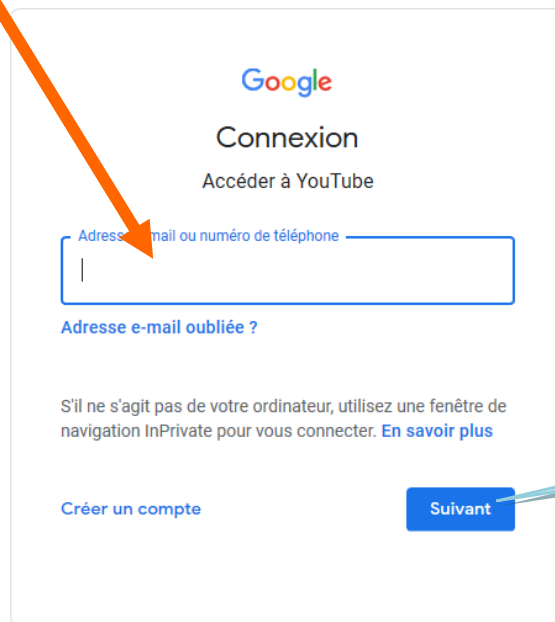 Google
Connexion
Accéder à YouTube
Adresse e-mail ou numéro de téléphone
Adresse e-mail oubliée ?
S'il ne s'agit pas de votre ordinateur, utilisez une fenêtre de
navigation InPrivate pour vous connecter. En savoir plus
Créer un compte
Suivant